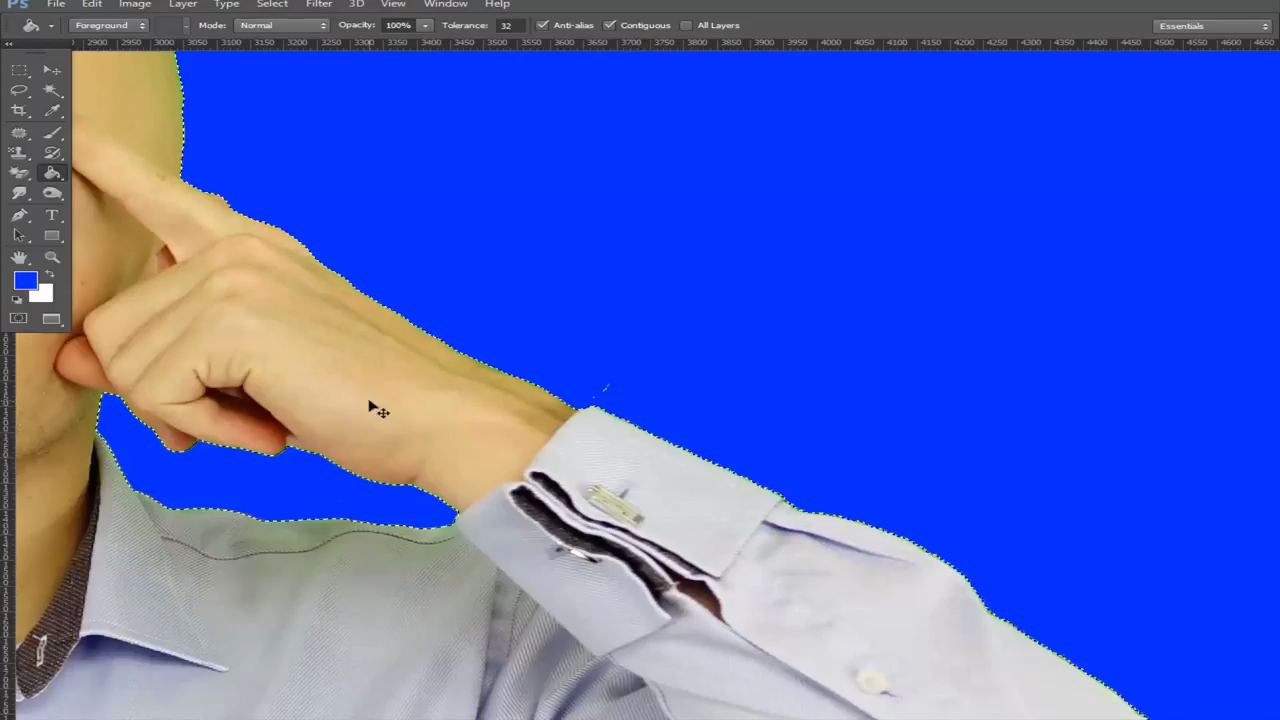 Ps File Edit Image Layer Type Select Filter 3D View Window Help
Foreground Mode: Normal Opacity: 100% Tolerance: 32 Anti-alias Contiguous All Layers Essentials
2900 2950 3000 3050 3100 3150 3200 3250 3300 3350 3400 3450 3500 3550 3600 3650 3700 3750 3800 3850 3900 3950 4000 4050 4100 4150 4200 4250 4300 4350 4400 4450 4500 4550 4600 4650
T